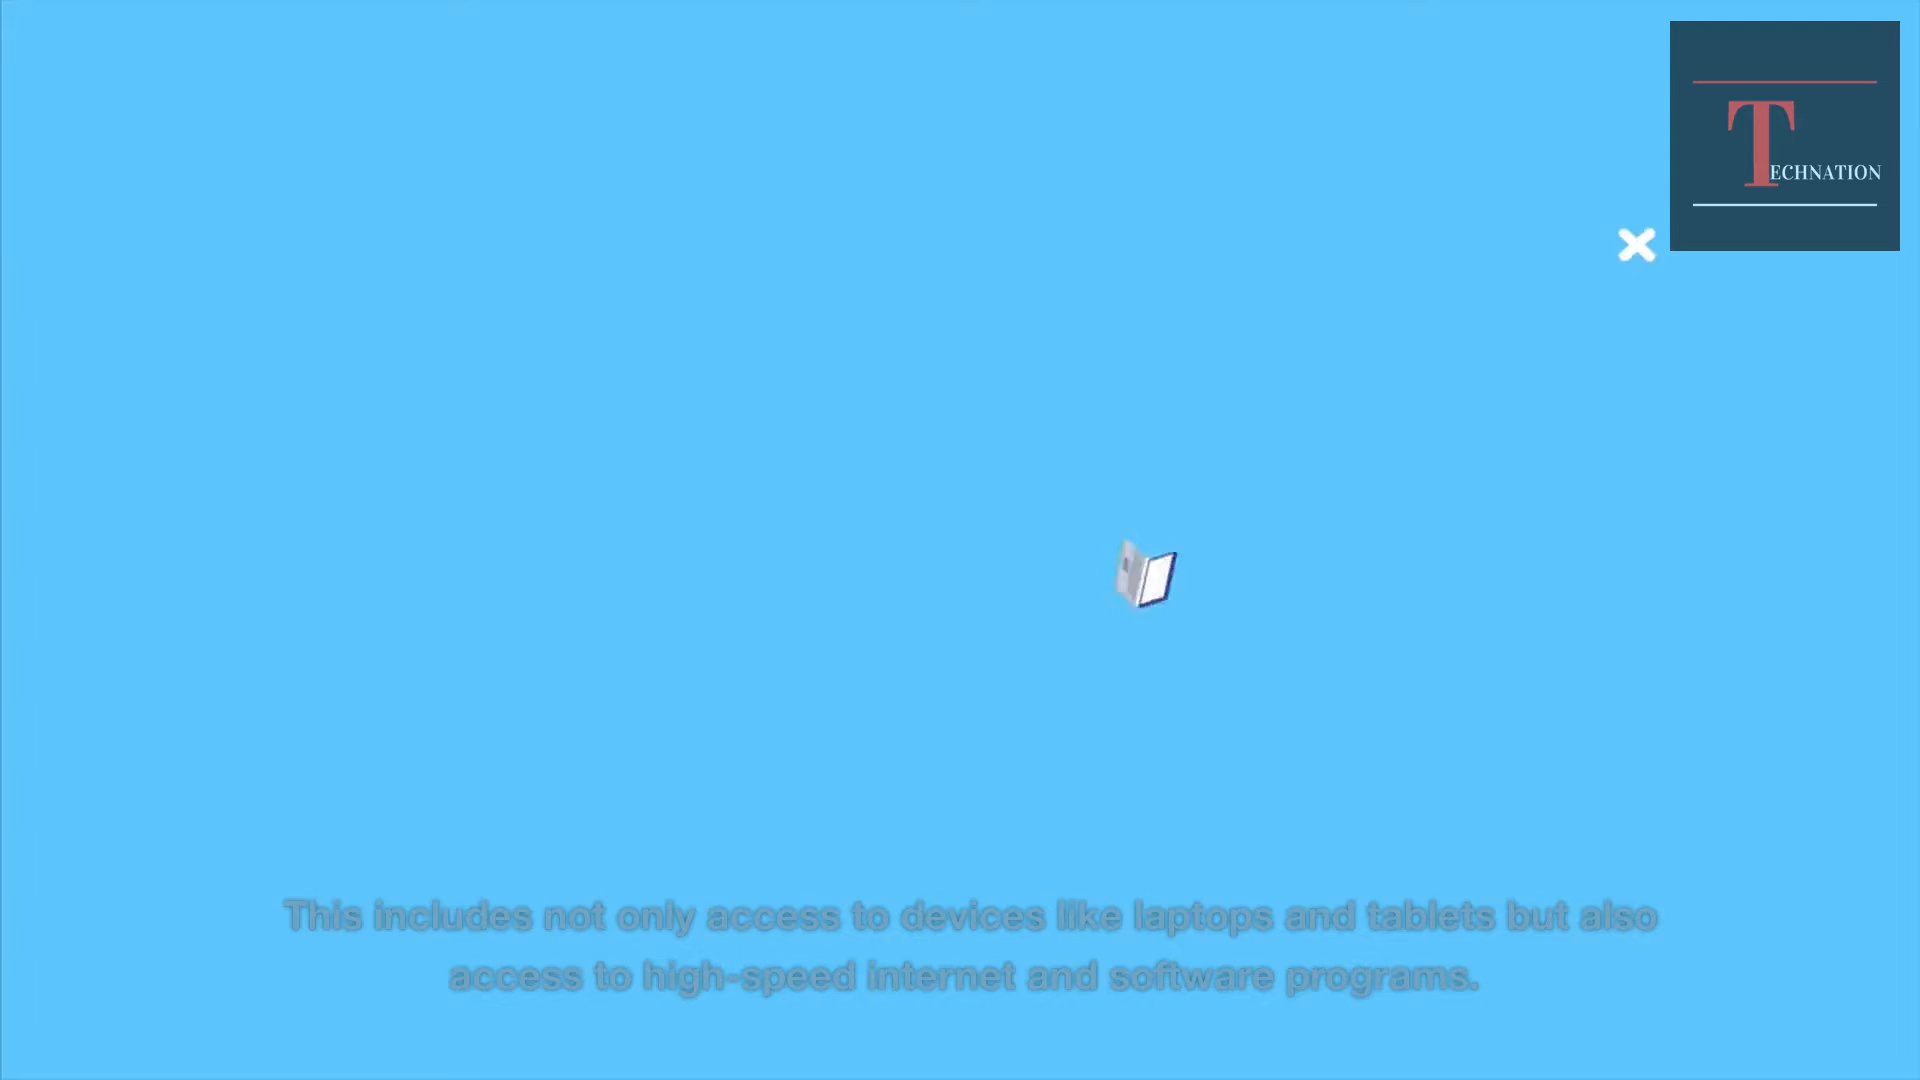 TECHNATION
This includes not only access to devices like laptops and tablets but also
access to high-speed internet and software programs.